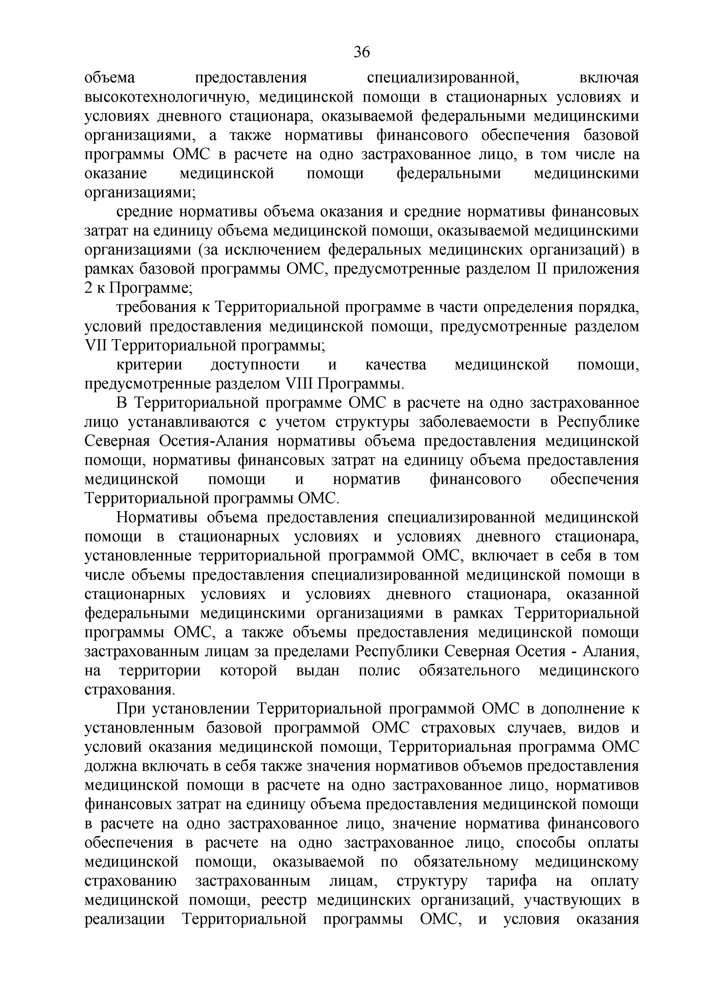 36
объема предоставления специализированной, включая
высокотехнологичную, медицинской помощи в стационарных условиях и
условиях дневного стационара, оказываемой федеральными медицинскими
организациями, а также нормативы финансового обеспечения базовой
программы ОМС в расчете на одно застрахованное лицо, в том числе на
оказание медицинской помощи федеральными медицинскими
организациями;
средние нормативы объема оказания и средние нормативы финансовых
затрат на единицу объема медицинской помощи, оказываемой медицинскими
организациями (за исключением федеральных медицинских организаций) в
рамках базовой программы ОМС, предусмотренные разделом II приложения
2 к Программе;
требования к Территориальной программе в части определения порядка,
условий предоставления медицинской помощи, предусмотренные разделом
VII Территориальной программы;
критерии доступности и качества медицинской помощи,
предусмотренные разделом VIII Программы.
В Территориальной программе ОМС в расчете на одно застрахованное
лицо устанавливаются с учетом структуры заболеваемости в Республике
Северная Осетия-Алания нормативы объема предоставления медицинской
помощи, нормативы финансовых затрат на единицу объема предоставления
медицинской помощи и норматив финансового обеспечения
Территориальной программы ОМС.
Нормативы объема предоставления специализированной медицинской
помощи в стационарных условиях и условиях дневного стационара,
установленные территориальной программой ОМС, включает в себя в том
числе объемы предоставления специализированной медицинской помощи в
стационарных условиях и условиях дневного стационара, оказанной
федеральными медицинскими организациями в рамках Территориальной
программы ОМС, а также объемы предоставления медицинской помощи
застрахованным лицам за пределами Республики Северная Осетия - Алания,
на территории которой выдан полис обязательного медицинского
страхования.
При установлении Территориальной программой ОМС в дополнение к
установленным базовой программой ОМС страховых случаев, видов и
условий оказания медицинской помощи, Территориальная программа ОМС
должна включать в себя также значения нормативов объемов предоставления
медицинской помощи в расчете на одно застрахованное лицо, нормативов
финансовых затрат на единицу объема предоставления медицинской помощи
в расчете на одно застрахованное лицо, значение норматива финансового
обеспечения в расчете на одно застрахованное лицо, способы оплаты
медицинской помощи, оказываемой по обязательному медицинскому
страхованию застрахованным лицам, структуру тарифа на оплату
медицинской помощи, реестр медицинских организаций, участвующих в
реализации Территориальной программы ОМС, и условия оказания